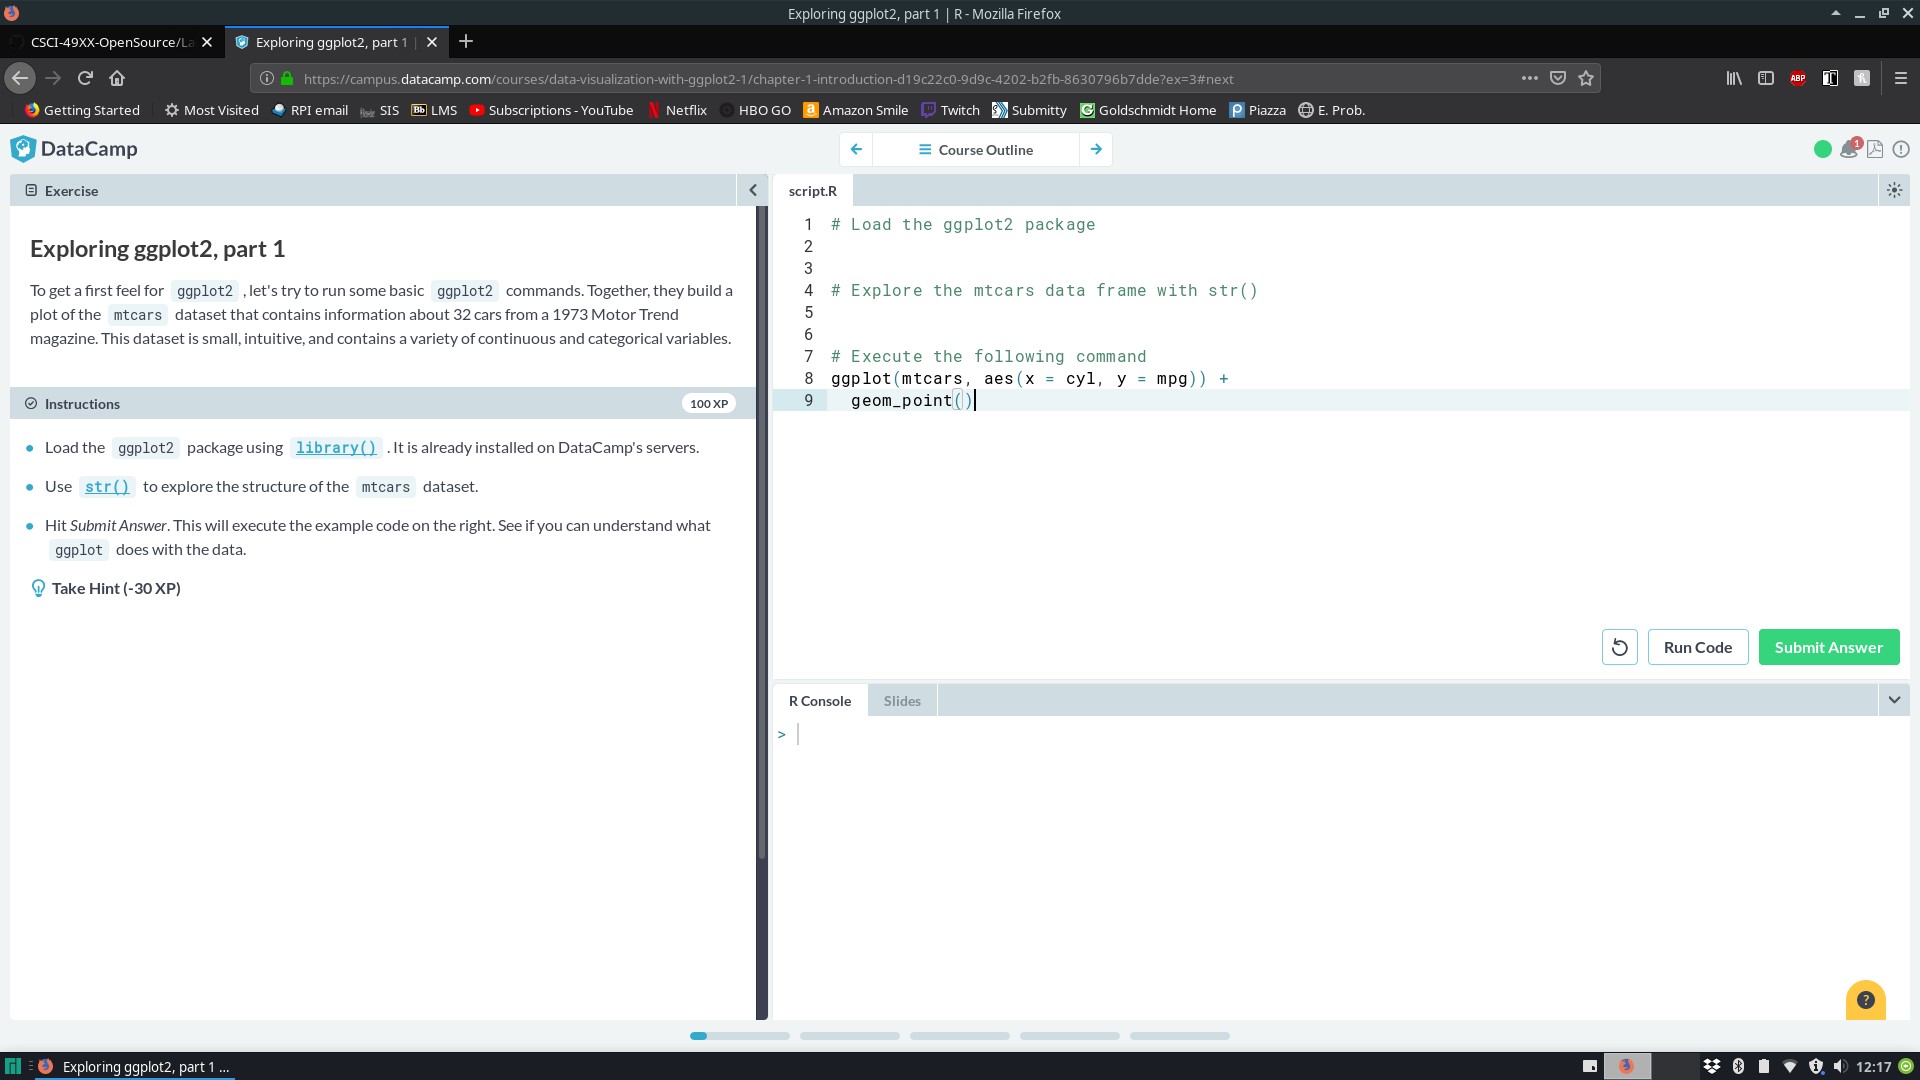 Exploring ggplot2, part 1 | R - Mozilla Firefox
CSCI-49XX-OpenSource/La
Exploring ggplot2, part 1 |
https://campus.datacamp.com/courses/data-visualization-with-ggplot2-1/chapter-1-introduction-d19c22c0-9d9c-4202-b2fb-8630796b7dde?ex=3#next
ABP
Getting Started Most Visited RPI email SIS Bb LMS Subscriptions - YouTube Netflix HBO GO Amazon Smile Twitch Submitty Goldschmidt Home Piazza E. Prob.
DataCamp
Course Outline
1
Exercise
Exploring ggplot2, part 1
To get a first feel for ggplot2 , let's try to run some basic ggplot2 commands. Together, they build a
plot of the mtcars dataset that contains information about 32 cars from a 1973 Motor Trend
magazine. This dataset is small, intuitive, and contains a variety of continuous and categorical variables.
Instructions
100 XP
Load the ggplot2 package using library() . It is already installed on DataCamp's servers.
Use str() to explore the structure of the mtcars dataset.
Hit Submit Answer. This will execute the example code on the right. See if you can understand what
ggplot does with the data.
Take Hint (-30 XP)
script.R
1 # Load the ggplot2 package
2
3
4 # Explore the mtcars data frame with str()
5
6
7 # Execute the following command
8 ggplot(mtcars, aes(x = cyl, y = mpg)) +
9 geom_point()
Run Code
Submit Answer
R Console
Slides
>
?
Exploring ggplot2, part 1 ...
12:17